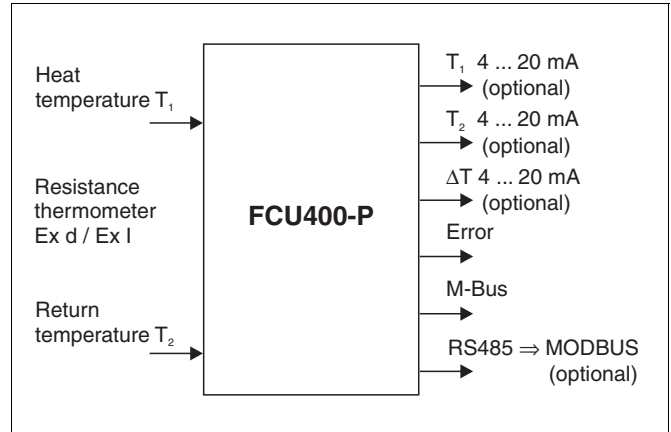 Heat
temperature T₁
Resistance
thermometer
Ex d / Ex I
Return
temperature T₂
FCU400-P
T₁ 4 ... 20 mA
(optional)
T₂ 4 ... 20 mA
(optional)
ΔT 4 ... 20 mA
(optional)
Error
M-Bus
RS485 ⇒ MODBUS
(optional)